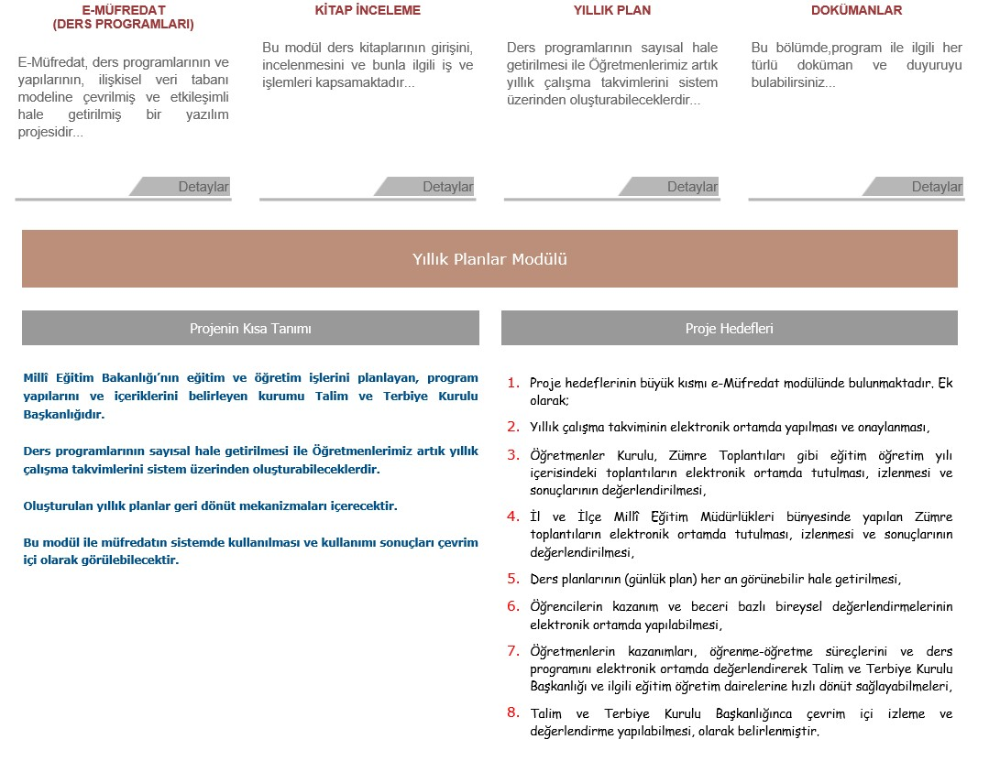 E-MÜFREDAT
(DERS PROGRAMLARI)
E-Müfredat, ders programlarının ve
yapılarının, ilişkisel veri tabanı
modeline çevrilmiş ve etkileşimli
hale getirilmiş bir yazılım
projesidir...
Detaylar
KİTAP İNCELEME
Bu modül ders kitaplarının girişini,
incelenmesini ve bunla ilgili iş ve
işlemleri kapsamaktadır...
Detaylar
YILLIK PLAN
Ders programlarının sayısal hale
getirilmesi ile Öğretmenlerimiz artık
yıllık çalışma takvimlerini sistem
üzerinden oluşturabileceklerdir...
Detaylar
DOKÜMANLAR
Bu bölümde,program ile ilgili her
türlü doküman ve duyuruyu
bulabilirsiniz...
Detaylar
Yıllık Planlar Modülü
Projenin Kısa Tanımı
Millî Eğitim Bakanlığı’nın eğitim ve öğretim işlerini planlayan, program
yapılarını ve içeriklerini belirleyen kurumu Talim ve Terbiye Kurulu
Başkanlığıdır.
Ders programlarının sayısal hale getirilmesi ile Öğretmenlerimiz artık yıllık
çalışma takvimlerini sistem üzerinden oluşturabileceklerdir.
Oluşturulan yıllık planlar geri dönüt mekanizmaları içerecektir.
Bu modül ile müfredatın sistemde kullanılması ve kullanımı sonuçları çevrim
içi olarak görülebilecektir.
Proje Hedefleri
1. Proje hedeflerinin büyük kısmı e-Müfredat modülünde bulunmaktadır. Ek
olarak;
2. Yıllık çalışma takviminin elektronik ortamda yapılması ve onaylanması,
3. Öğretmenler Kurulu, Zümre Toplantıları gibi eğitim öğretim yılı
içerisindeki toplantıların elektronik ortamda tutulması, izlenmesi ve
sonuçlarının değerlendirilmesi,
4. İl ve İlçe Millî Eğitim Müdürlükleri bünyesinde yapılan Zümre
toplantıların elektronik ortamda tutulması, izlenmesi ve sonuçlarının
değerlendirilmesi,
5. Ders planlarının (günlük plan) her an görünebilir hale getirilmesi,
6. Öğrencilerin kazanım ve beceri bazlı bireysel değerlendirmelerinin
elektronik ortamda yapılabilmesi,
7. Öğretmenlerin kazanımları, öğrenme-öğretme süreçlerini ve ders
programını elektronik ortamda değerlendirerek Talim ve Terbiye Kurulu
Başkanlığı ve ilgili eğitim öğretim dairelerine hızlı dönüt sağlayabilmeleri,
8. Talim ve Terbiye Kurulu Başkanlığınca çevrim içi izleme ve
değerlendirme yapılabilmesi, olarak belirlenmiştir.